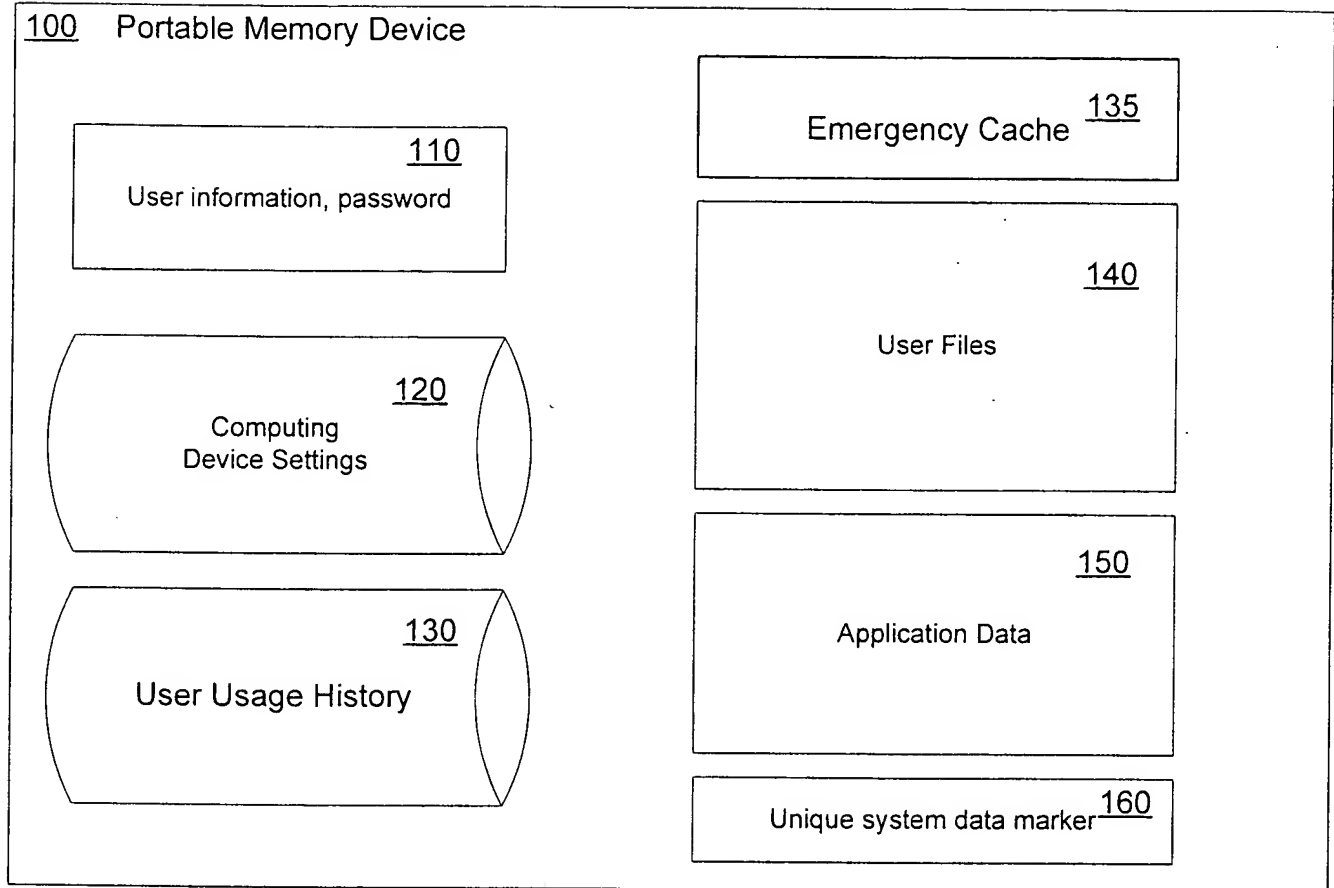 100 Portable Memory Device
110
User information, password
120
Computing
Device Settings
130
User Usage History
135
Emergency Cache
140
User Files
150
Application Data
160
Unique system data marker